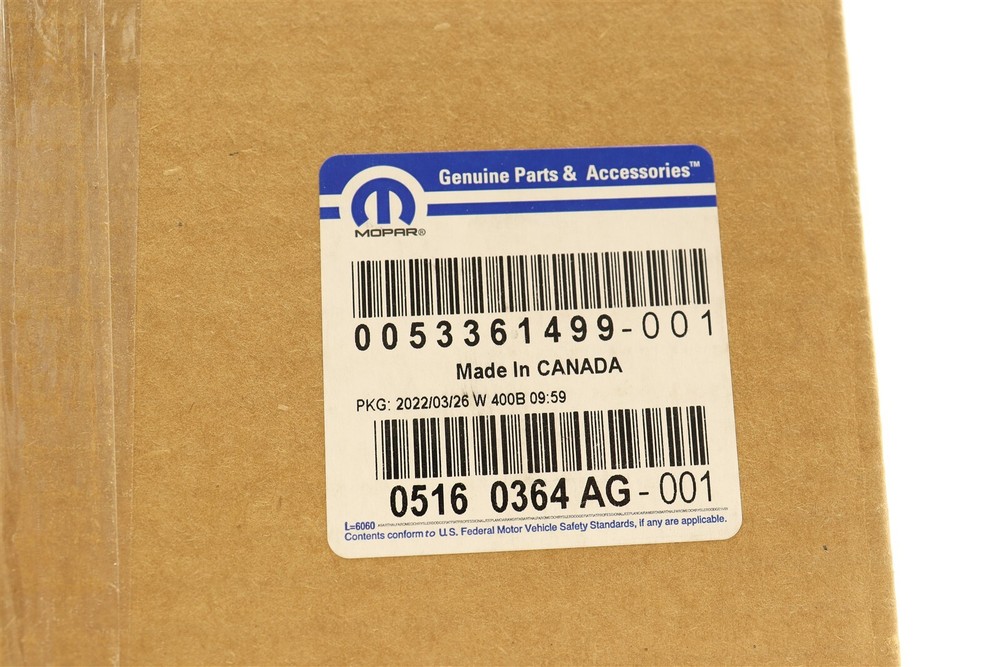 Genuine Parts & Accessories™
MOPAR®
0053361499-001
Made In CANADA
PKG: 2022/03/26 W 400B 09:59
0516 0364 AG - 001
L=6060
Contents conform to U.S. Federal Motor Vehicle Safety Standards, if any are applicable.